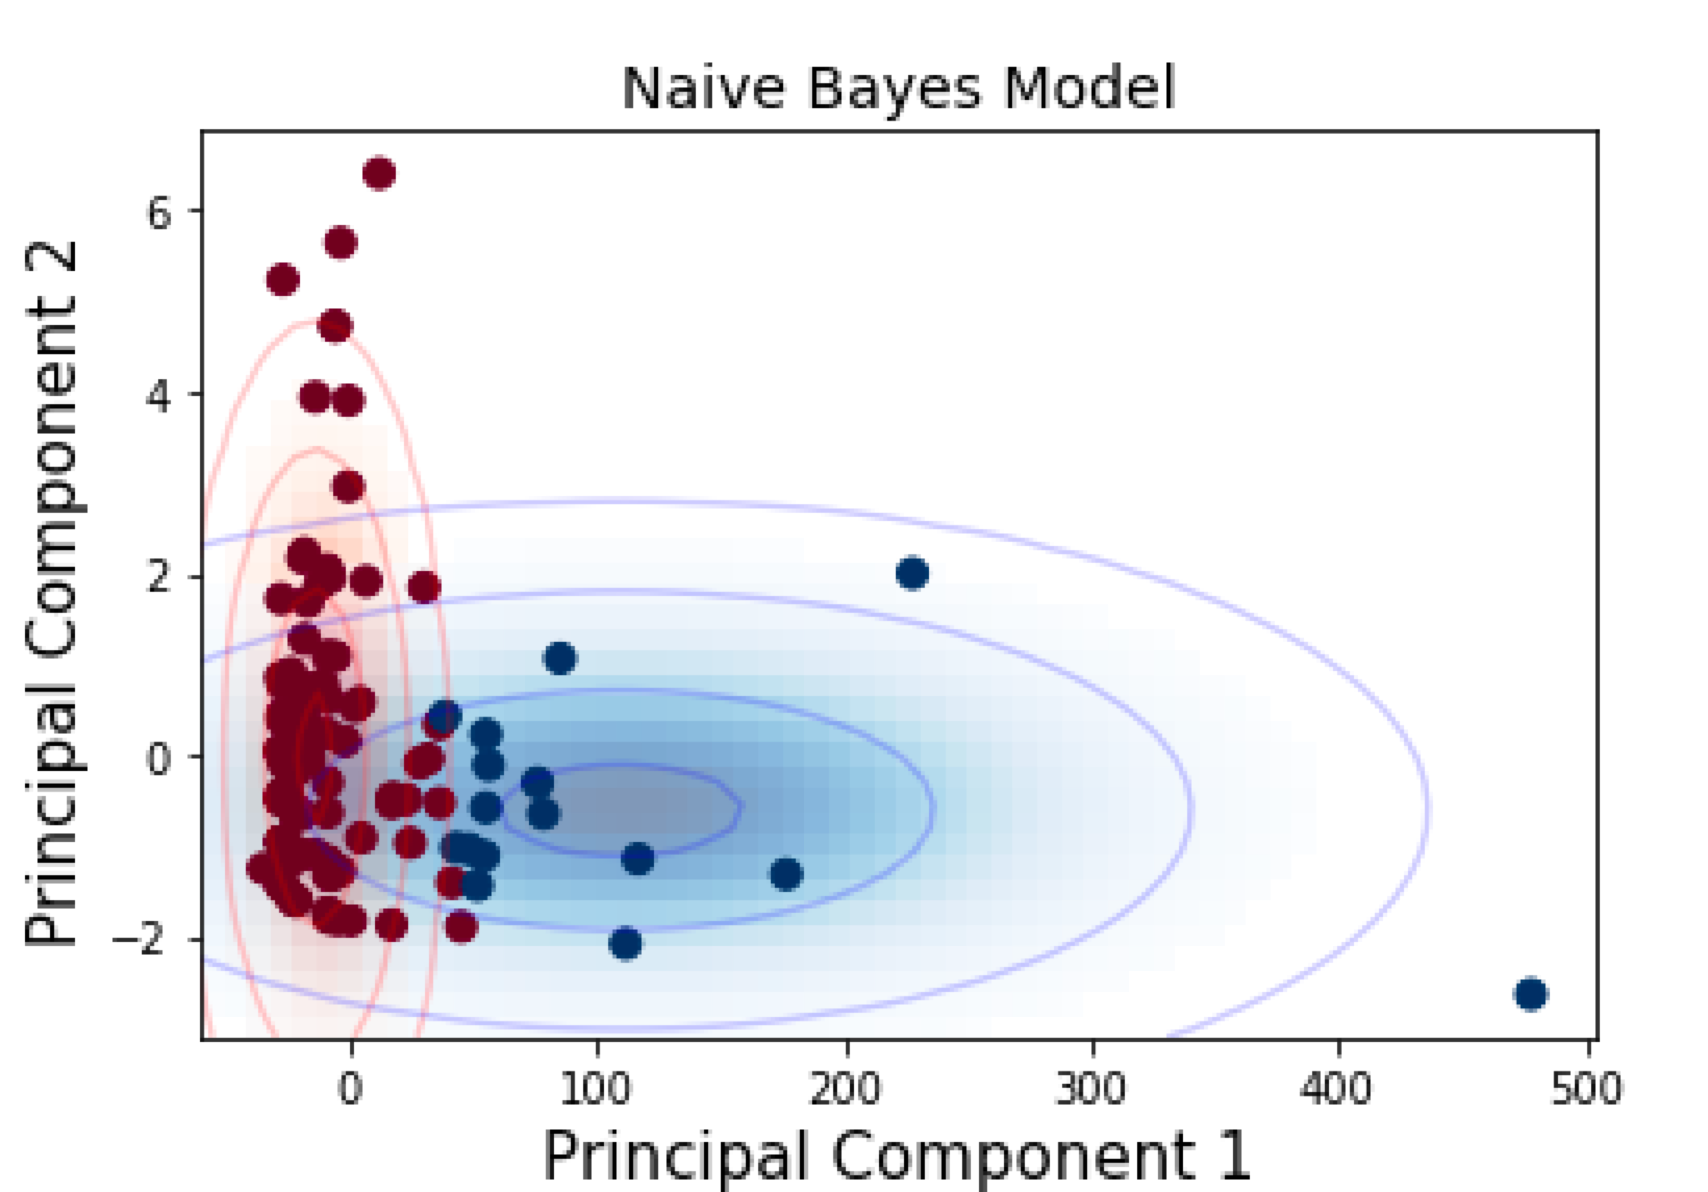 Naive Bayes Model
Principal Component 2
6
4
2
0
−2
0 100 200 300 400 500
Principal Component 1